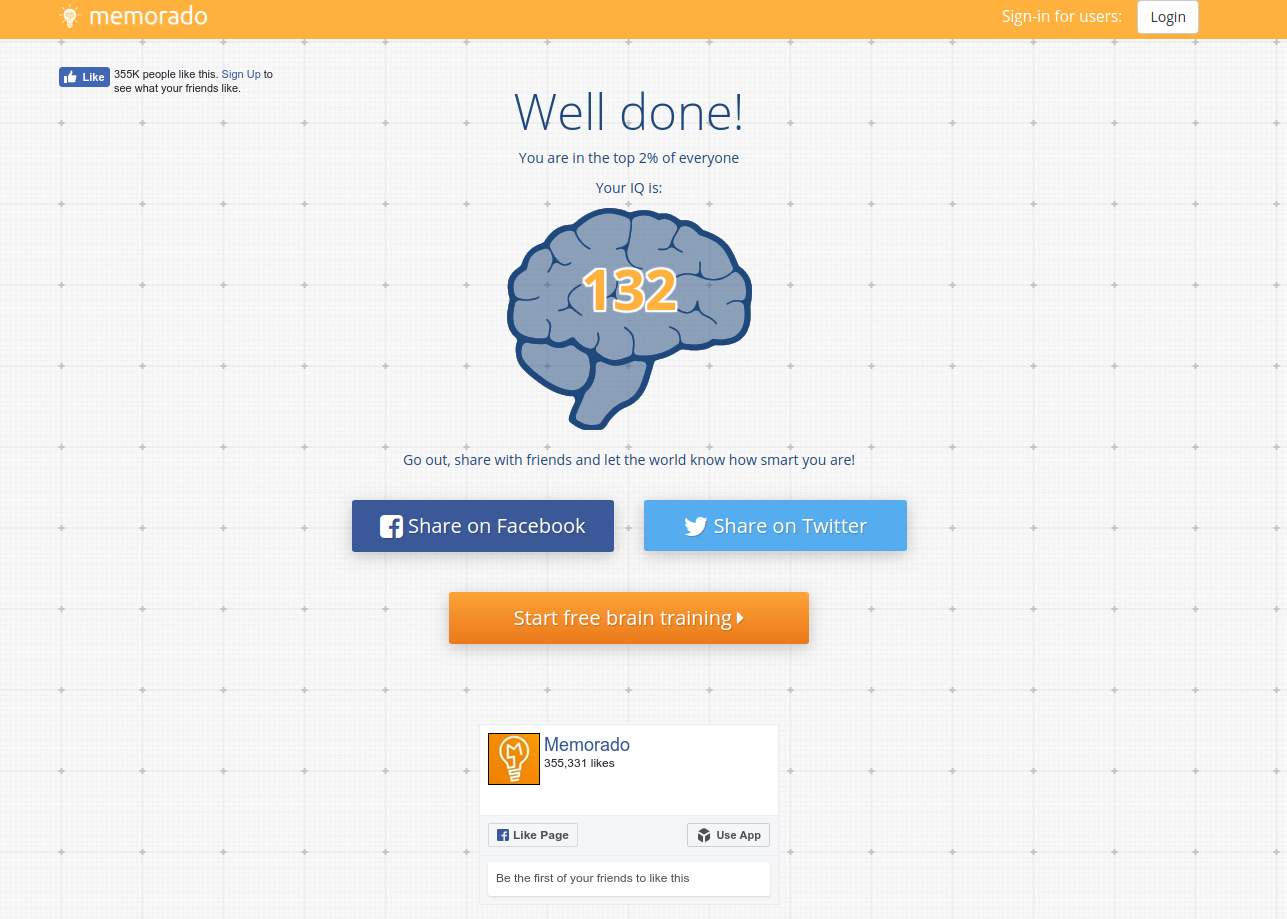 memorado
Sign-in for users:
Login
Like
355K people like this. Sign Up to
see what your friends like.
Well done!
You are in the top 2% of everyone
Your IQ is:
132
Go out, share with friends and let the world know how smart you are!
Share on Facebook
Share on Twitter
Start free brain training
Memorado
355,331 likes
Like Page
Use App
Be the first of your friends to like this